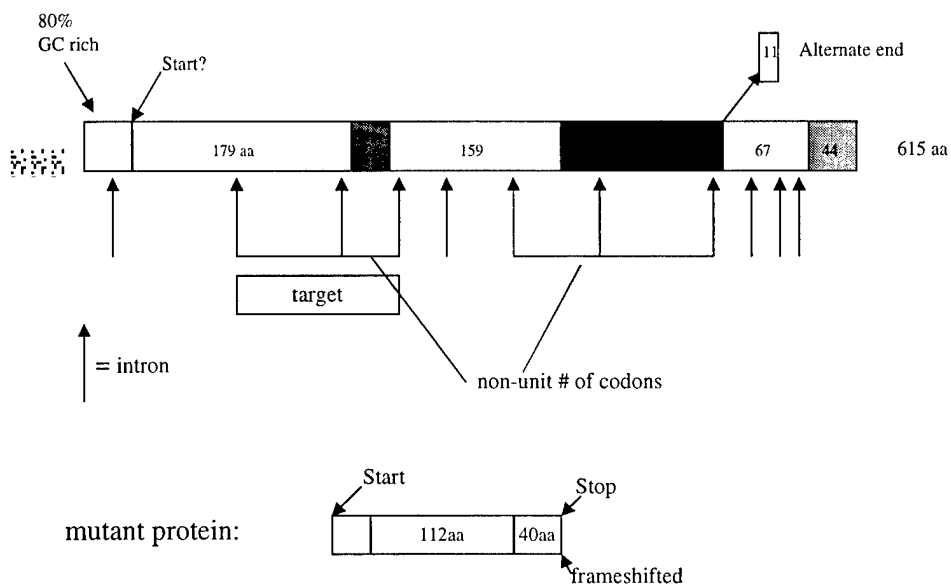 80%
GC rich
Start?
11 Alternate end
179 aa
159
67
44
615 aa
target
= intron
non-unit # of codons
Start
Stop
mutant protein:
112aa
40aa
frameshifted